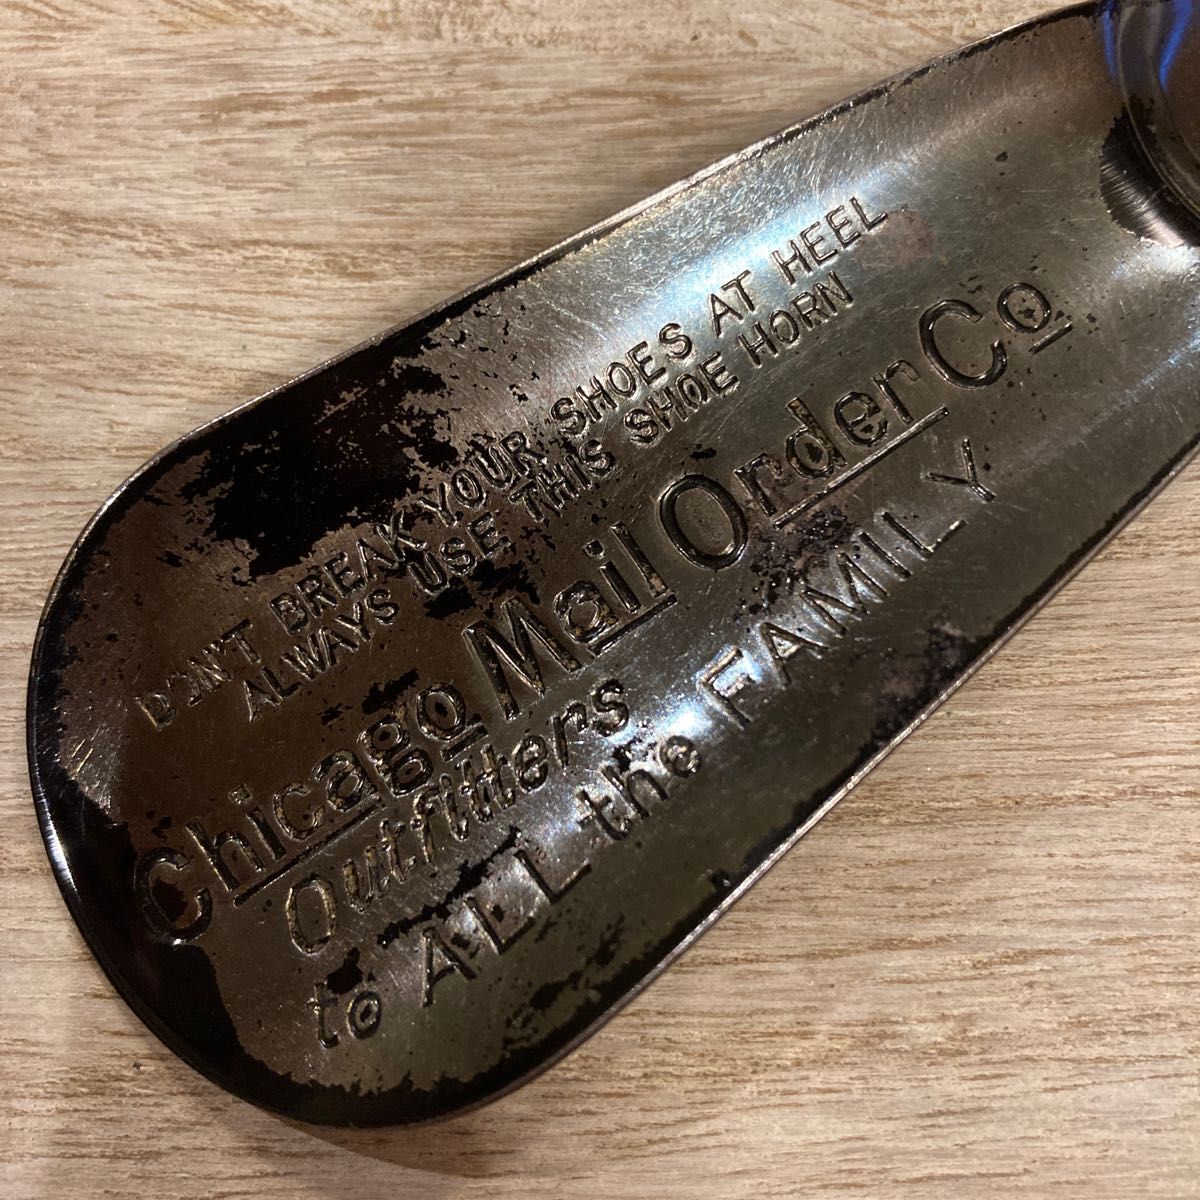 DON'T BREAK YOUR SHOES AT HEEL
ALWAYS USE THIS SHOE HORN
Chicago Mail Order Co
Outfitters
to ALL the FAMILY